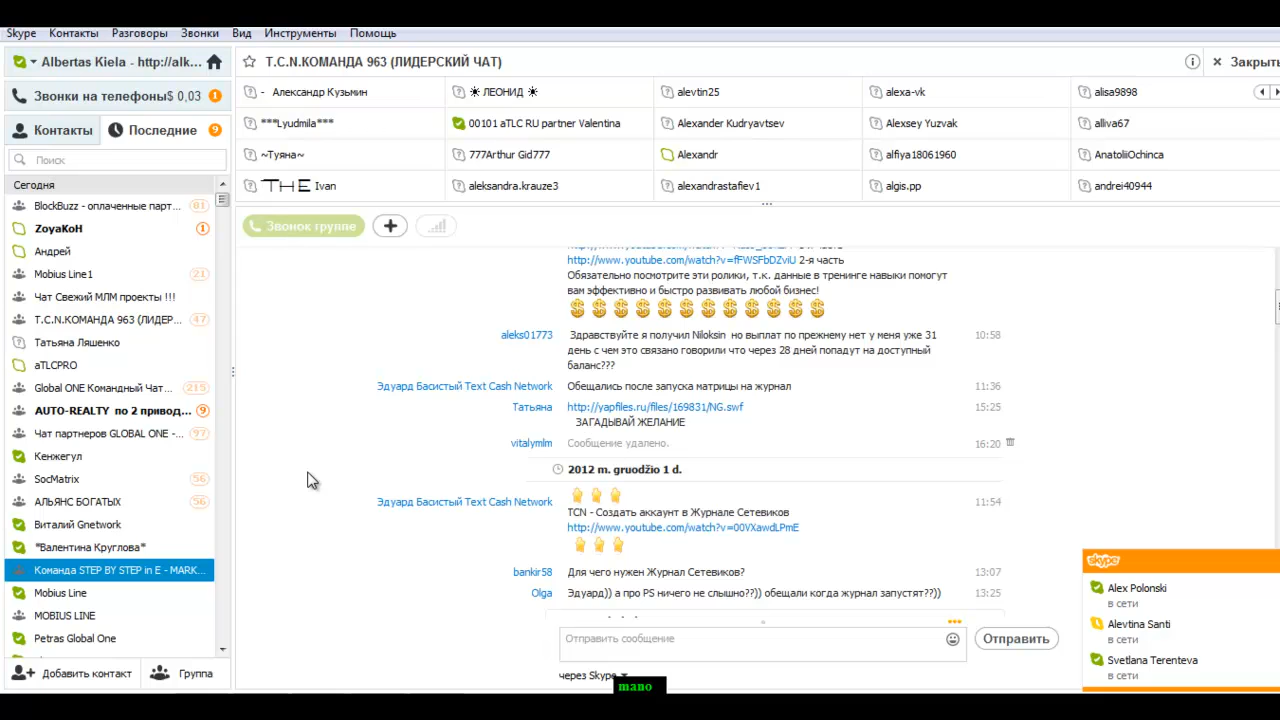 Skype Контакты Разговоры Звонки Вид Инструменты Помощь
Albertas Kiela - http://alk...
Звонки на телефоны $ 0,03 1
Контакты Последние 9
Поиск
Сегодня
BlockBuzz - оплаченные парт... 81
ZoyaKoH 1
Андрей
Mobius Line1 21
Чат Свежий МЛМ проекты !!!
T.C.N.КОМАНДА 963 (ЛИДЕР... 47
Татьяна Ляшенко
aTLCPRO
Global ONE Командный Чат... 215
AUTO-REALTY по 2 привод... 9
Чат партнеров GLOBAL ONE -... 97
Кенжегул
SocMatrix 56
АЛЬЯНС БОГАТЫХ 56
Виталий Gnetwork
*Валентина Круглова*
Команда STEP BY STEP in E - MARK...
Mobius Line
MOBIUS LINE
Petras Global One
Добавить контакт Группа
T.C.N.КОМАНДА 963 (ЛИДЕРСКИЙ ЧАТ)
Закрыть
- Александр Кузьмин ☀ ЛЕОНИД ☀ alevtin25 alexa-vk alisa9898
***Lyudmila*** 00101 aTLC RU partner Valentina Alexander Kudryavtsev Alexsey Yuzvak alliva67
~Туяна~ 777Arthur Gid777 Alexandr alfiya18061960 AnatoliiOchinca
THE Ivan aleksandra.krauze3 alexandrastafiev1 algis.pp andrei40944
Звонок группе
http://www.youtube.com/watch?v=fFWSFbDZviU 2-я часть
Обязательно посмотрите эти ролики, т.к. данные в тренинге навыки помогут
вам эффективно и быстро развивать любой бизнес!
aleks01773 Здравствуйте я получил Niloksin но выплат по прежнему нет у меня уже 31 10:58
день с чем это связано говорили что через 28 дней попадут на доступный
баланс???
Эдуард Басистый Text Cash Network Общались после запуска матрицы на журнал 11:36
Татьяна http://yapfiles.ru/files/169831/NG.swf 15:25
ЗАГАДЫВАЙ ЖЕЛАНИЕ
vitalymlm Сообщение удалено. 16:20
2012 m. gruodžio 1 d.
Эдуард Басистый Text Cash Network 11:54
TCN - Создать аккаунт в Журнале Сетевиков
http://www.youtube.com/watch?v=00VXawdLPmE
bankir58 Для чего нужен Журнал Сетевиков? 13:07
Olga Эдуард)) а про PS ничего не слышно??)) обещали когда журнал запустят??)) 13:25
Отправить сообщение
Отправить
через Skype
mano
skype
Alex Polonski
в сети
Alevtina Santi
в сети
Svetlana Terenteva
в сети